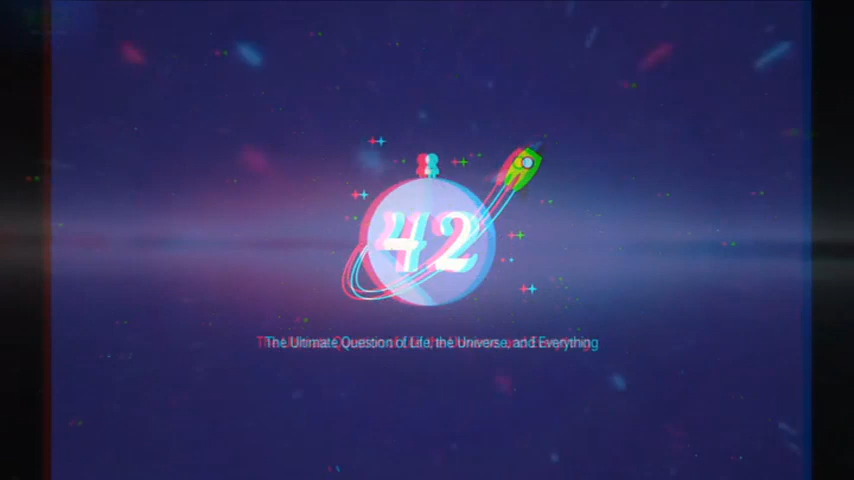 42
The Ultimate Question of Life, the Universe, and Everything